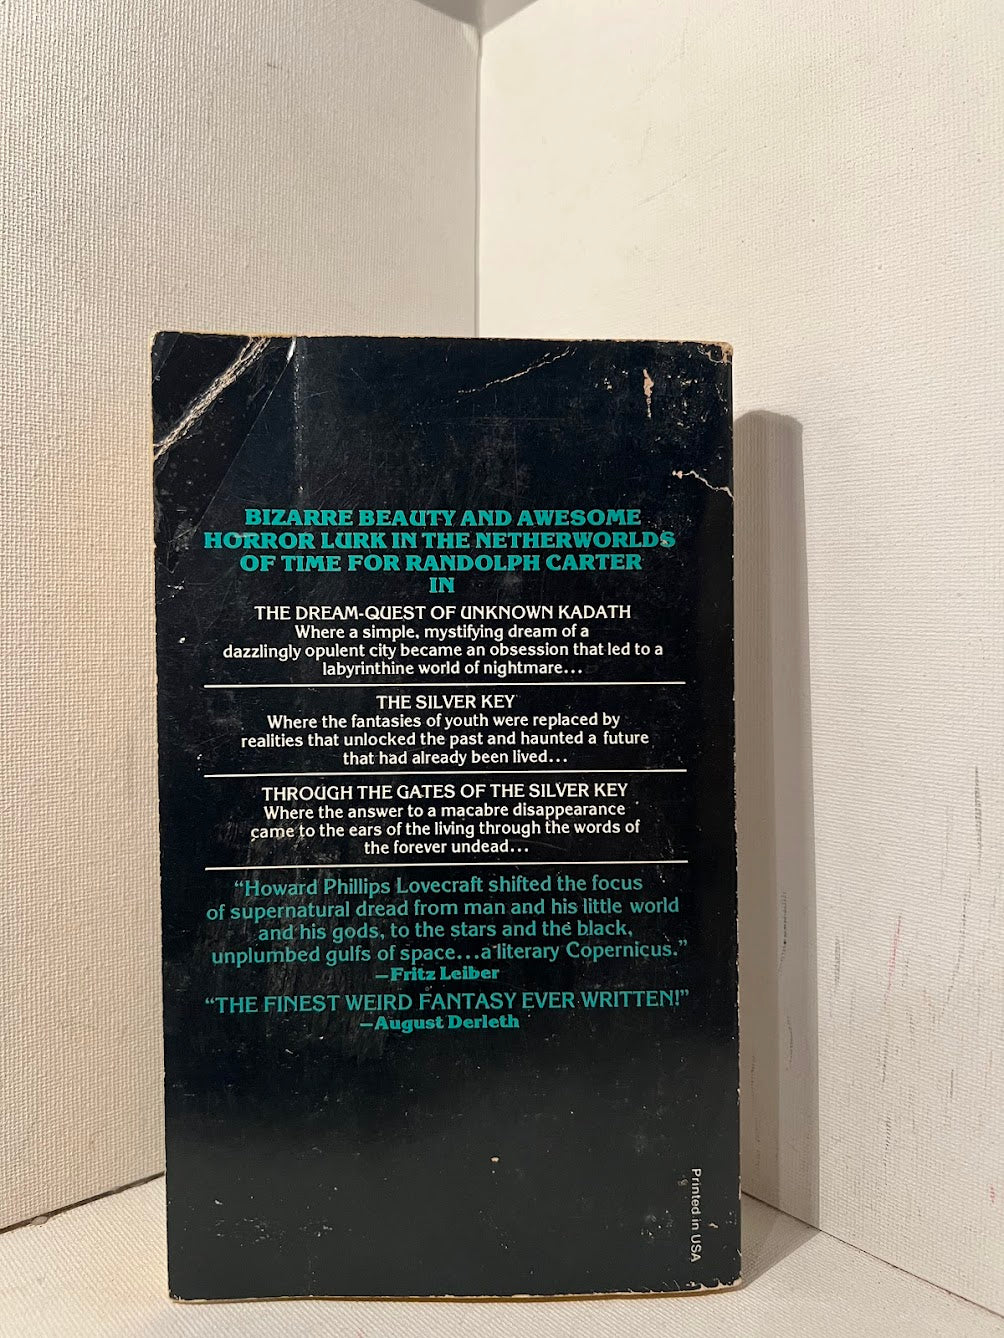 BIZARRE BEAUTY AND AWESOME
HORROR LURK IN THE NETHERWORLDS
OF TIME FOR RANDOLPH CARTER
IN
THE DREAM-QUEST OF UNKNOWN KADATH
Where a simple, mystifying dream of a
dazzlingly opulent city became an obsession that led to a
labyrinthine world of nightmare...
THE SILVER KEY
Where the fantasies of youth were replaced by
realities that unlocked the past and haunted a future
that had already been lived...
THROUGH THE GATES OF THE SILVER KEY
Where the answer to a macabre disappearance
came to the ears of the living through the words of
the forever undead...
“Howard Phillips Lovecraft shifted the focus
of supernatural dread from man and his little world
and his gods, to the stars and the black,
unplumbed gulfs of space...a literary Copernicus.”
—Fritz Leiber
“THE FINEST WEIRD FANTASY EVER WRITTEN!”
—August Derleth
Printed in USA